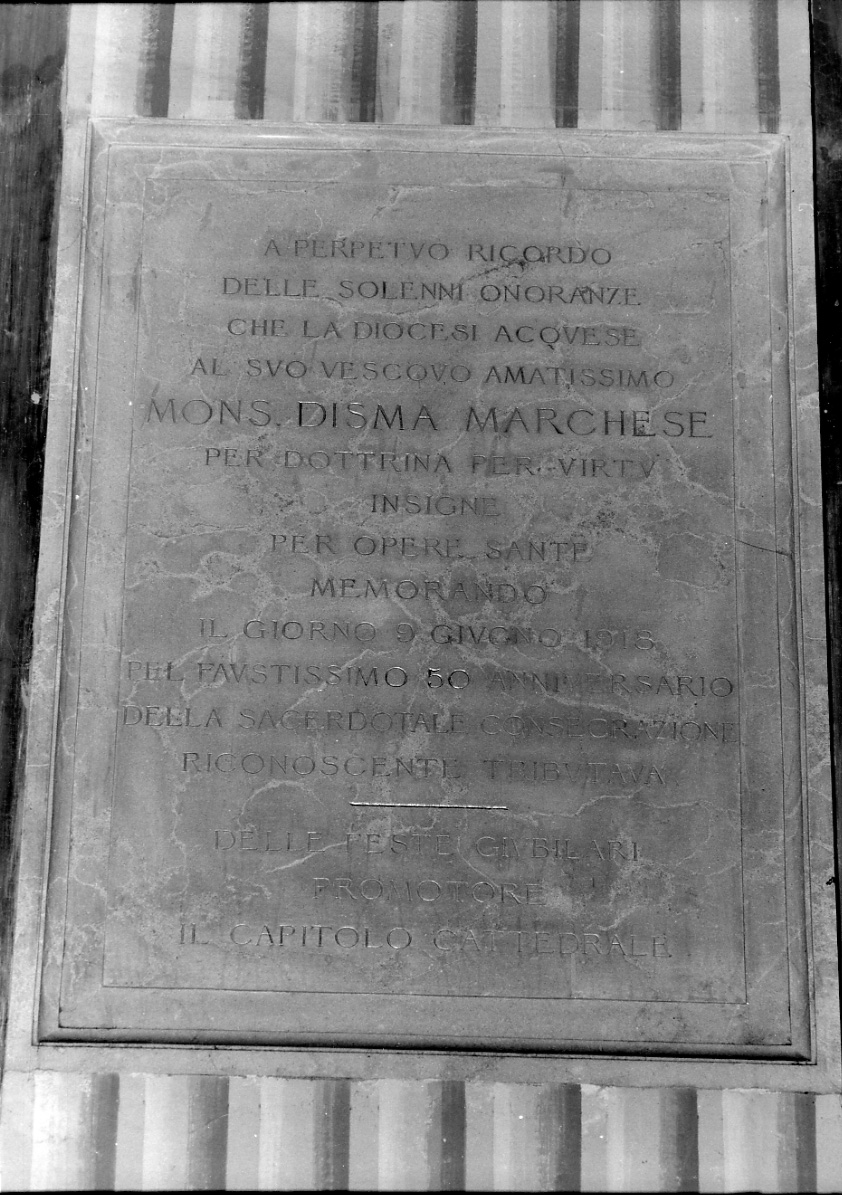 A PERPETVO RICORDO
DELLE SOLENNI ONORANZE
CHE LA DIOCESI ACQVESE
AL SVO VESCOVO AMATISSIMO
MONS. DISMA MARCHESE
PER DOTTRINA PER VIRTV
INSIGNE
PER OPERE SANTE
MEMORANDO
IL GIORNO 9 GIVGNO 1918
PEL FAVSTISSIMO 50 ANNIVERSARIO
DELLA SACERDOTALE CONSECRAZIONE
RICONOSCENTE TRIBVTAVA
DELLE FESTE GIVBILARI
PROMOTORE
IL CAPITOLO CATTEDRALE